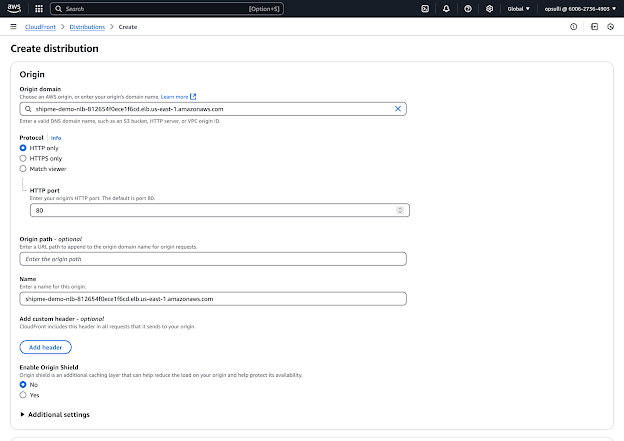 aws
Search
[Option+S]
Global
opselli @ 6006-2736-4903
CloudFront
Distributions
Create
Create distribution
Origin
Origin domain
Choose an AWS origin, or enter your origin's domain name. Learn more
shipme-demo-nlb-812654f0ece1f6cd.elb.us-east-1.amazonaws.com
Enter a valid DNS domain name, such as an S3 bucket, HTTP server, or VPC origin ID.
Protocol
Info
HTTP only
HTTPS only
Match viewer
HTTP port
Enter your origin's HTTP port. The default is port 80.
80
Origin path - optional
Enter a URL path to append to the origin domain name for origin requests.
Enter the origin path
Name
Enter a name for this origin.
shipme-demo-nlb-812654f0ece1f6cd.elb.us-east-1.amazonaws.com
Add custom header - optional
CloudFront includes this header in all requests that it sends to your origin.
Add header
Enable Origin Shield
Origin shield is an additional caching layer that can help reduce the load on your origin and help protect its availability.
No
Yes
Additional settings